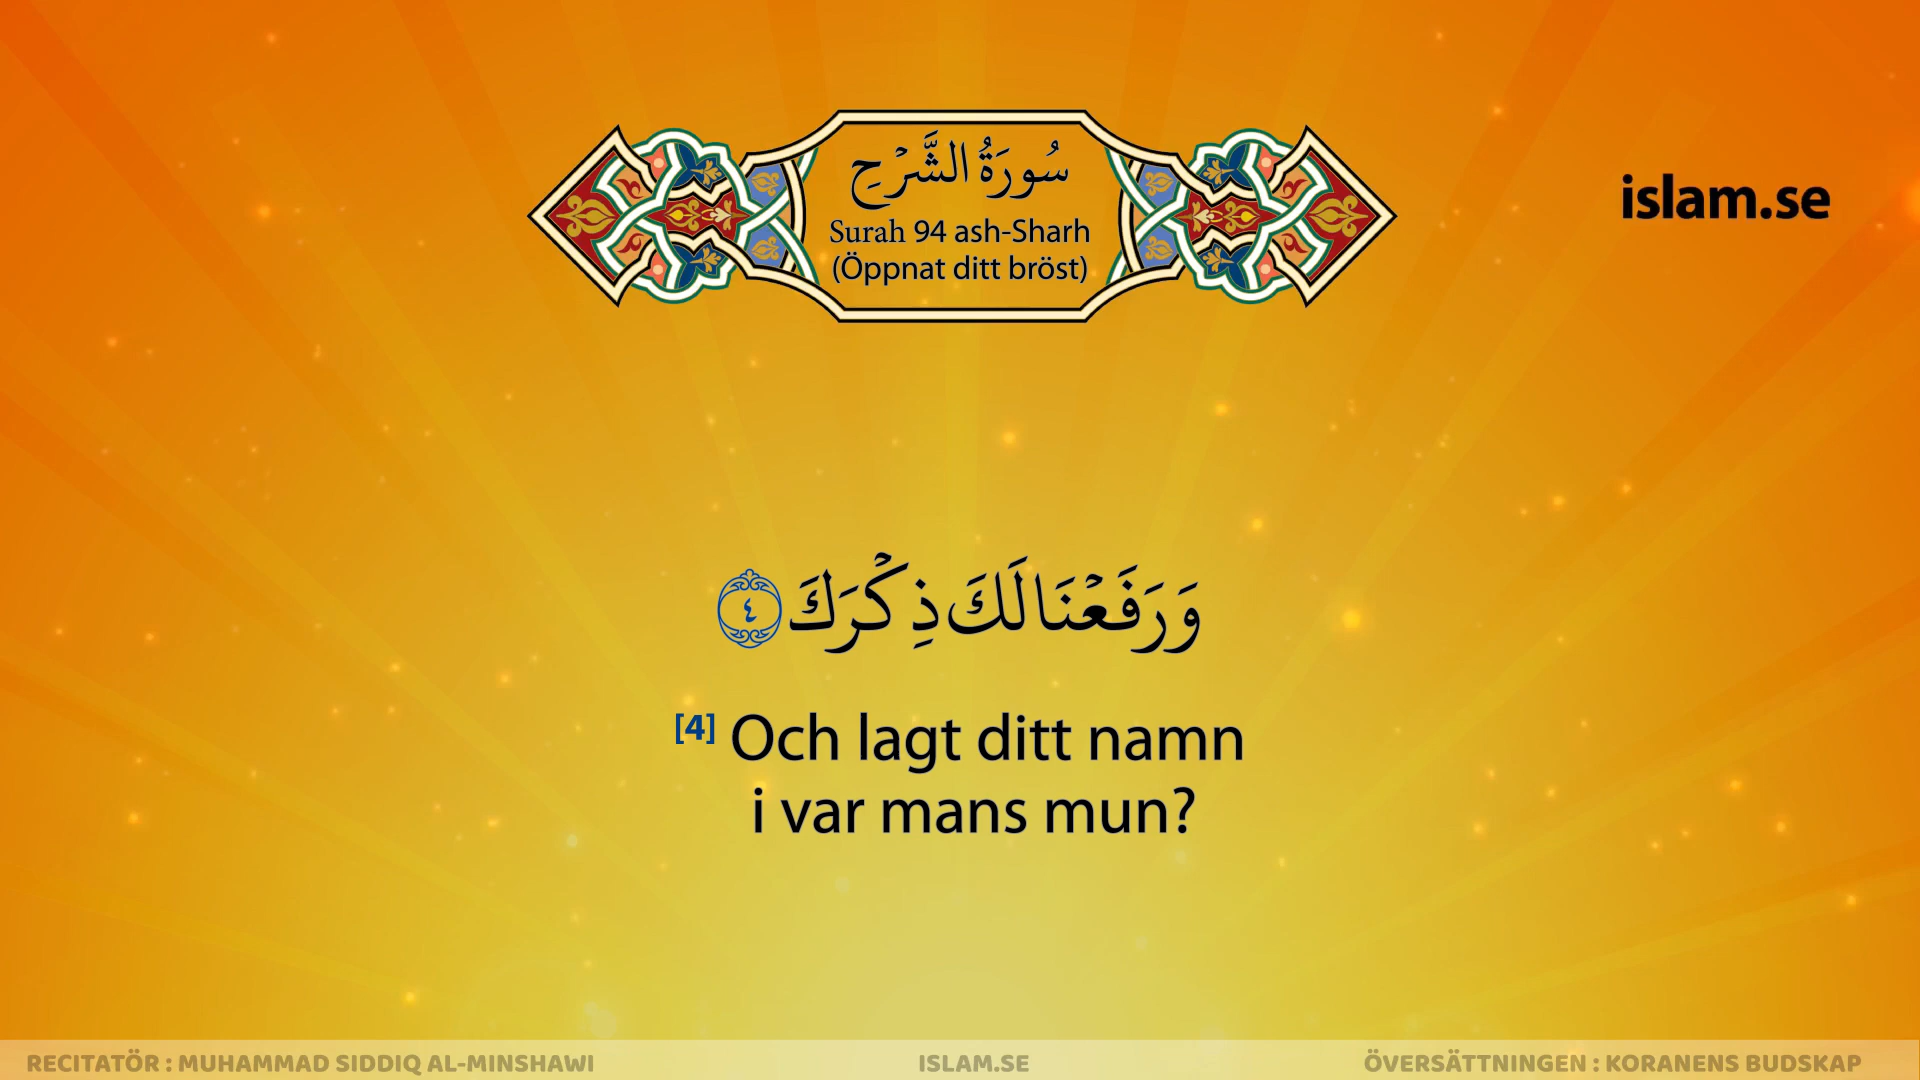 سُورَةُ الشَّرْحِ
Surah 94 ash-Sharh
(Öppnat ditt bröst)
islam.se
وَرَفَعْنَا لَكَ ذِكْرَكَ ٤
[4] Och lagt ditt namn
i var mans mun?
RECITATÖR : MUHAMMAD SIDDIQ AL-MINSHAWI
ISLAM.SE
ÖVERSÄTTNINGEN : KORANENS BUDSKAP